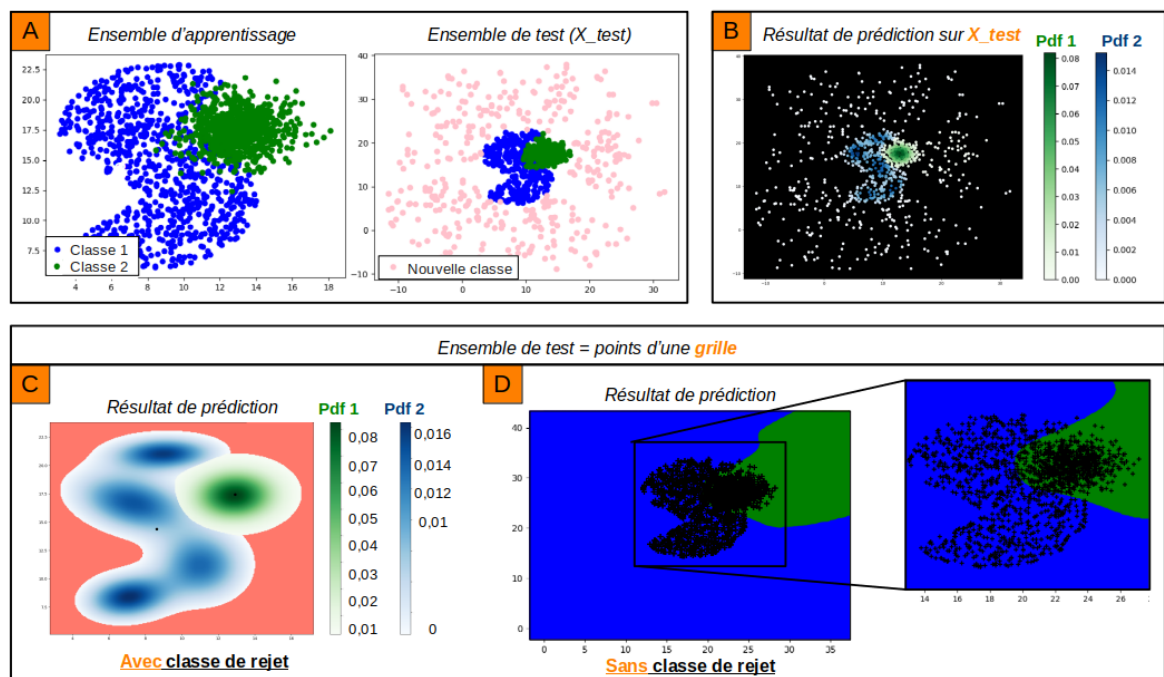 A
Ensemble d'apprentissage
Ensemble de test (X_test)
22.5
20.0
17.5
15.0
12.5
10.0
7.5
4 6 8 10 12 14 16 18
Classe 1
Classe 2
40
30
20
10
0
−10
−10 0 10 20 30
Nouvelle classe
B
Résultat de prédiction sur X_test
Pdf 1
Pdf 2
0.08
0.07
0.06
0.05
0.04
0.03
0.02
0.01
0.00
0.014
0.012
0.010
0.008
0.006
0.004
0.002
0.000
Ensemble de test = points d'une grille
C
Résultat de prédiction
Pdf 1
Pdf 2
0,08
0,07
0,06
0,05
0,04
0,03
0,02
0,01
0,016
0,014
0,01
0
Avec classe de rejet
D
Résultat de prédiction
40
30
20
10
0
0 5 10 15 20 25 30 35
Sans classe de rejet
14 16 18 20 22 24 26